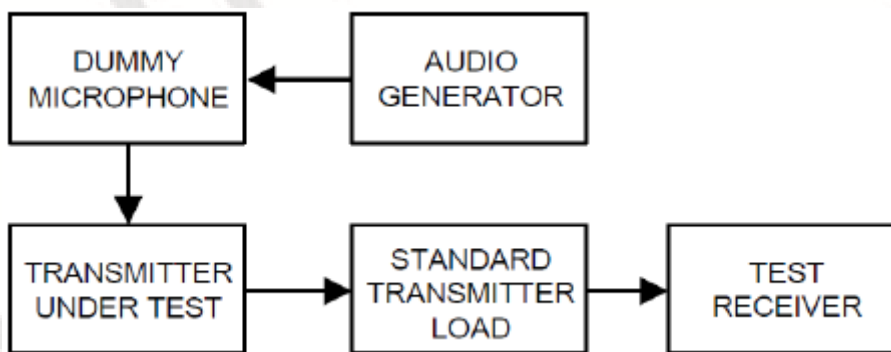 DUMMY
MICROPHONE
AUDIO
GENERATOR
TRANSMITTER
UNDER TEST
STANDARD
TRANSMITTER
LOAD
TEST
RECEIVER